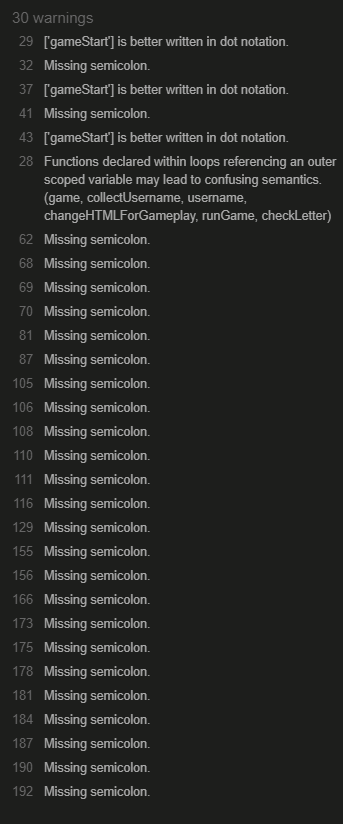 30 warnings
29 ['gameStart'] is better written in dot notation.
32 Missing semicolon.
37 ['gameStart'] is better written in dot notation.
41 Missing semicolon.
43 ['gameStart'] is better written in dot notation.
28 Functions declared within loops referencing an outer
scoped variable may lead to confusing semantics.
(game, collectUsername, username,
changeHTMLForGameplay, runGame, checkLetter)
62 Missing semicolon.
68 Missing semicolon.
69 Missing semicolon.
70 Missing semicolon.
81 Missing semicolon.
87 Missing semicolon.
105 Missing semicolon.
106 Missing semicolon.
108 Missing semicolon.
110 Missing semicolon.
111 Missing semicolon.
116 Missing semicolon.
129 Missing semicolon.
155 Missing semicolon.
156 Missing semicolon.
166 Missing semicolon.
173 Missing semicolon.
175 Missing semicolon.
178 Missing semicolon.
181 Missing semicolon.
184 Missing semicolon.
187 Missing semicolon.
190 Missing semicolon.
192 Missing semicolon.